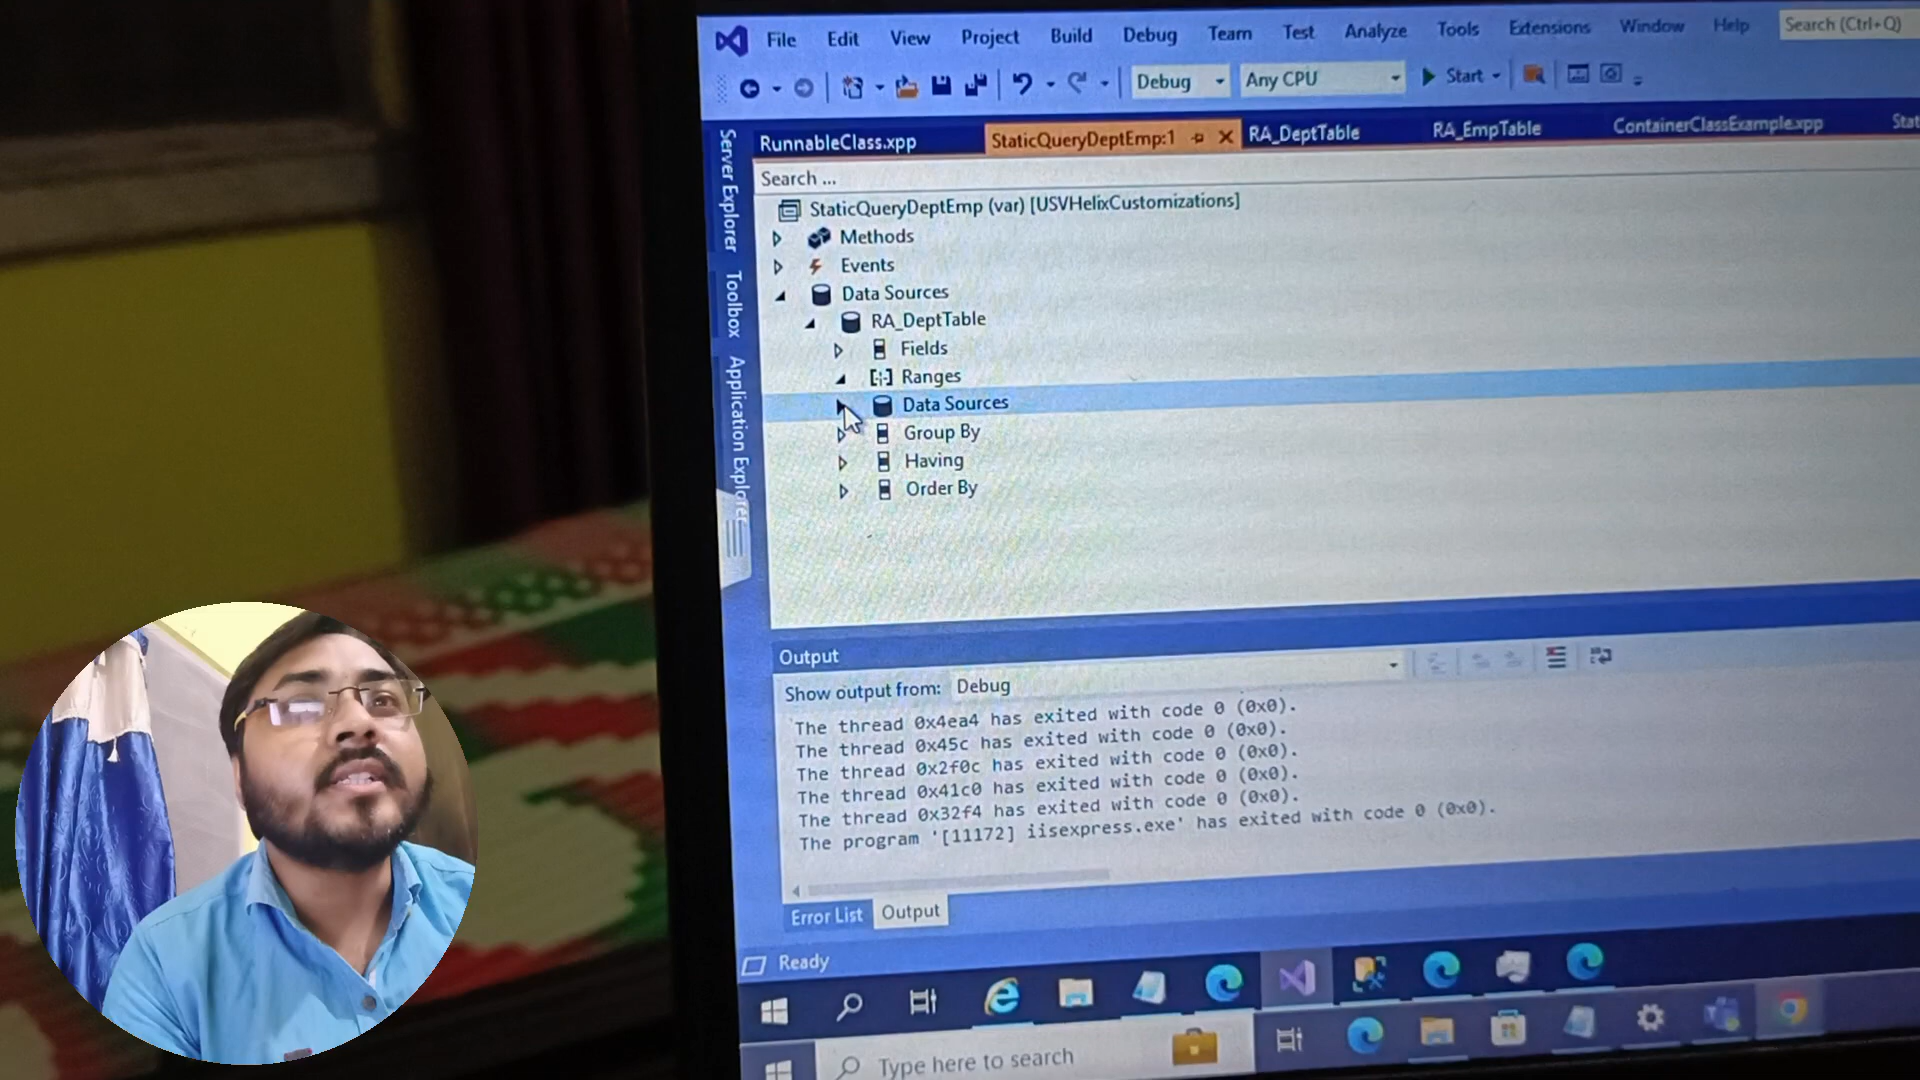 File Edit View Project Build Debug Team Test Analyze Tools Extensions Window Help Search (Ctrl+Q)
Debug Any CPU Start
RunnableClass.xpp StaticQueryDeptEmp:1 RA_DeptTable RA_EmpTable ContainerClassExample.xpp Stat
Server Explorer
Toolbox
Application Explorer
Search ...
StaticQueryDeptEmp (var) [USVHelixCustomizations]
Methods
Events
Data Sources
RA_DeptTable
Fields
Ranges
Data Sources
Group By
Having
Order By
Output
Show output from: Debug
The thread 0x4ea4 has exited with code 0 (0x0).
The thread 0x45c has exited with code 0 (0x0).
The thread 0x2f0c has exited with code 0 (0x0).
The thread 0x41c0 has exited with code 0 (0x0).
The thread 0x32f4 has exited with code 0 (0x0).
The program '[11172] iisexpress.exe' has exited with code 0 (0x0).
Error List Output
Ready
Type here to search